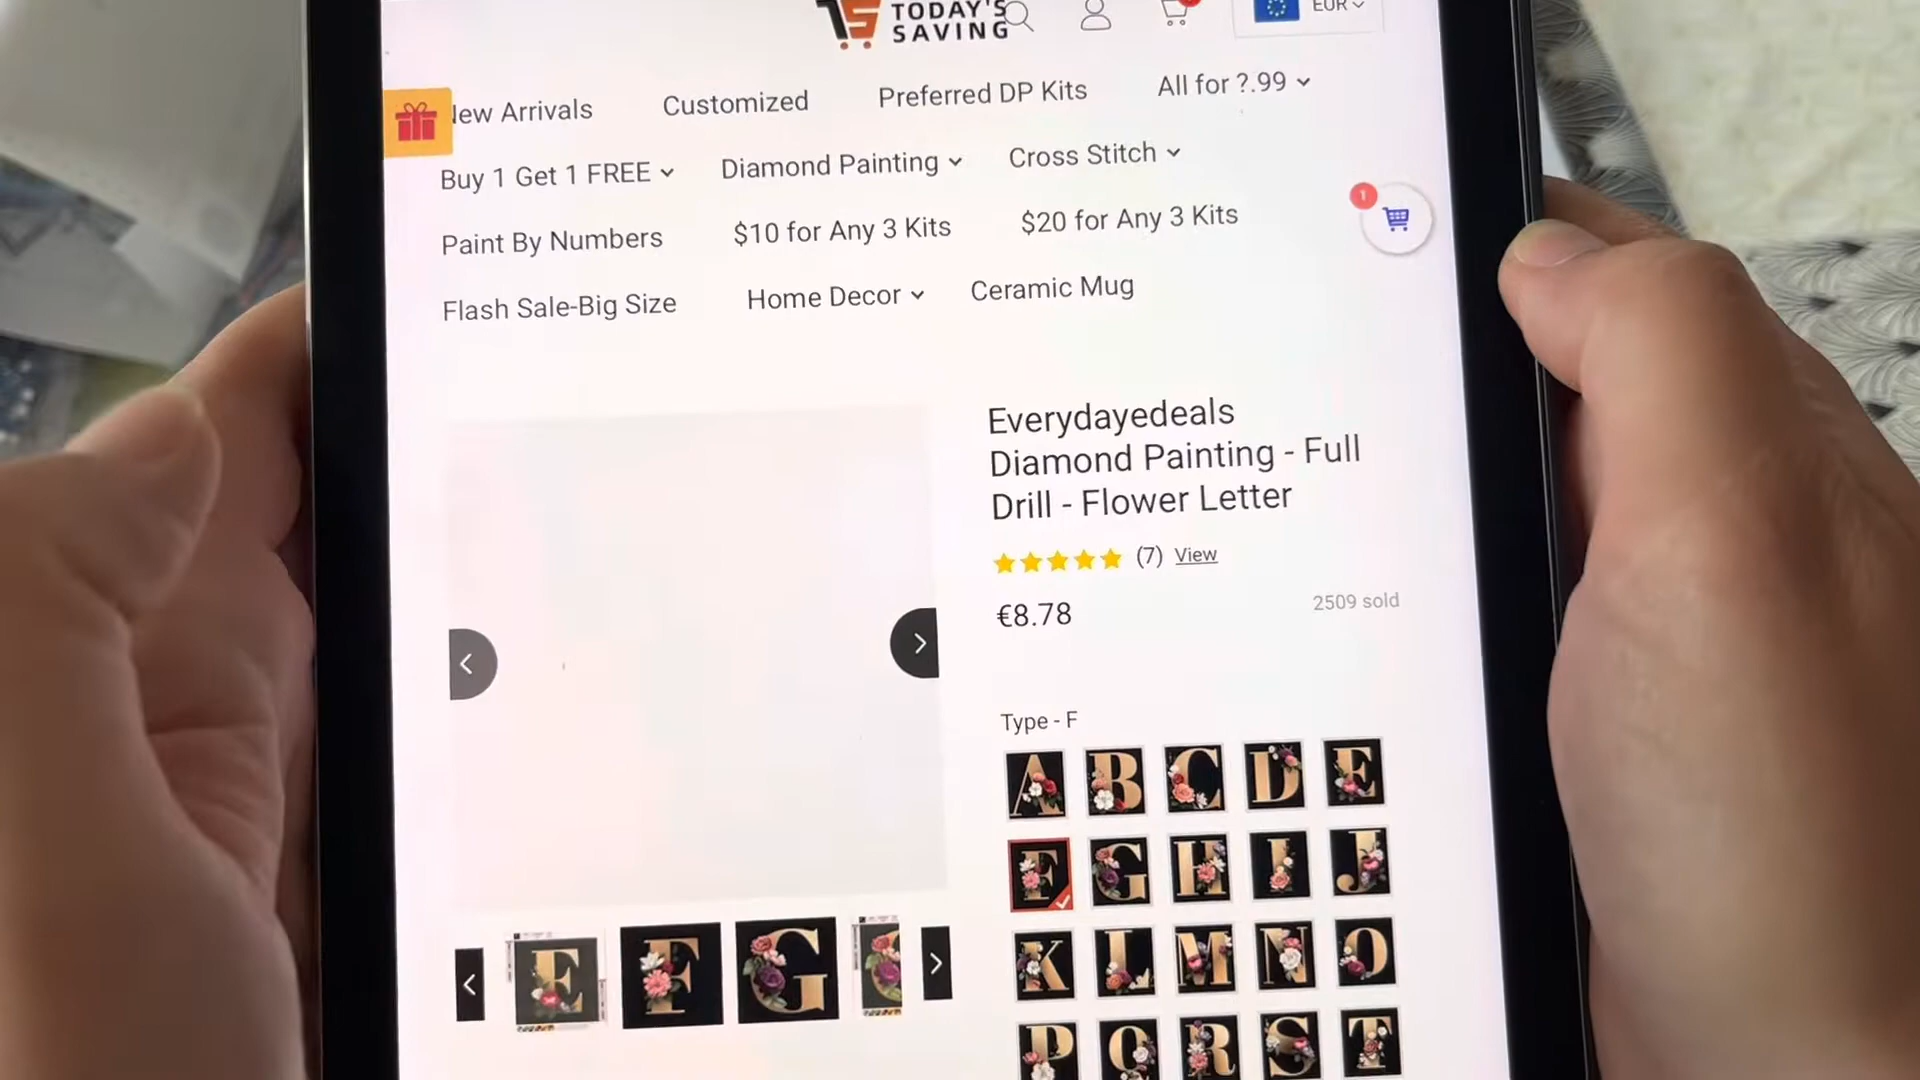 TODAY'S
SAVING
EUR
New Arrivals
Customized
Preferred DP Kits
All for ?.99
Buy 1 Get 1 FREE
Diamond Painting
Cross Stitch
1
Paint By Numbers
$10 for Any 3 Kits
$20 for Any 3 Kits
Flash Sale-Big Size
Home Decor
Ceramic Mug
Everydayedeals
Diamond Painting - Full
Drill - Flower Letter
(7) View
€8.78
2509 sold
Type - F
A B C D E
F G H I J
K L M N O
P Q R S T
E F G